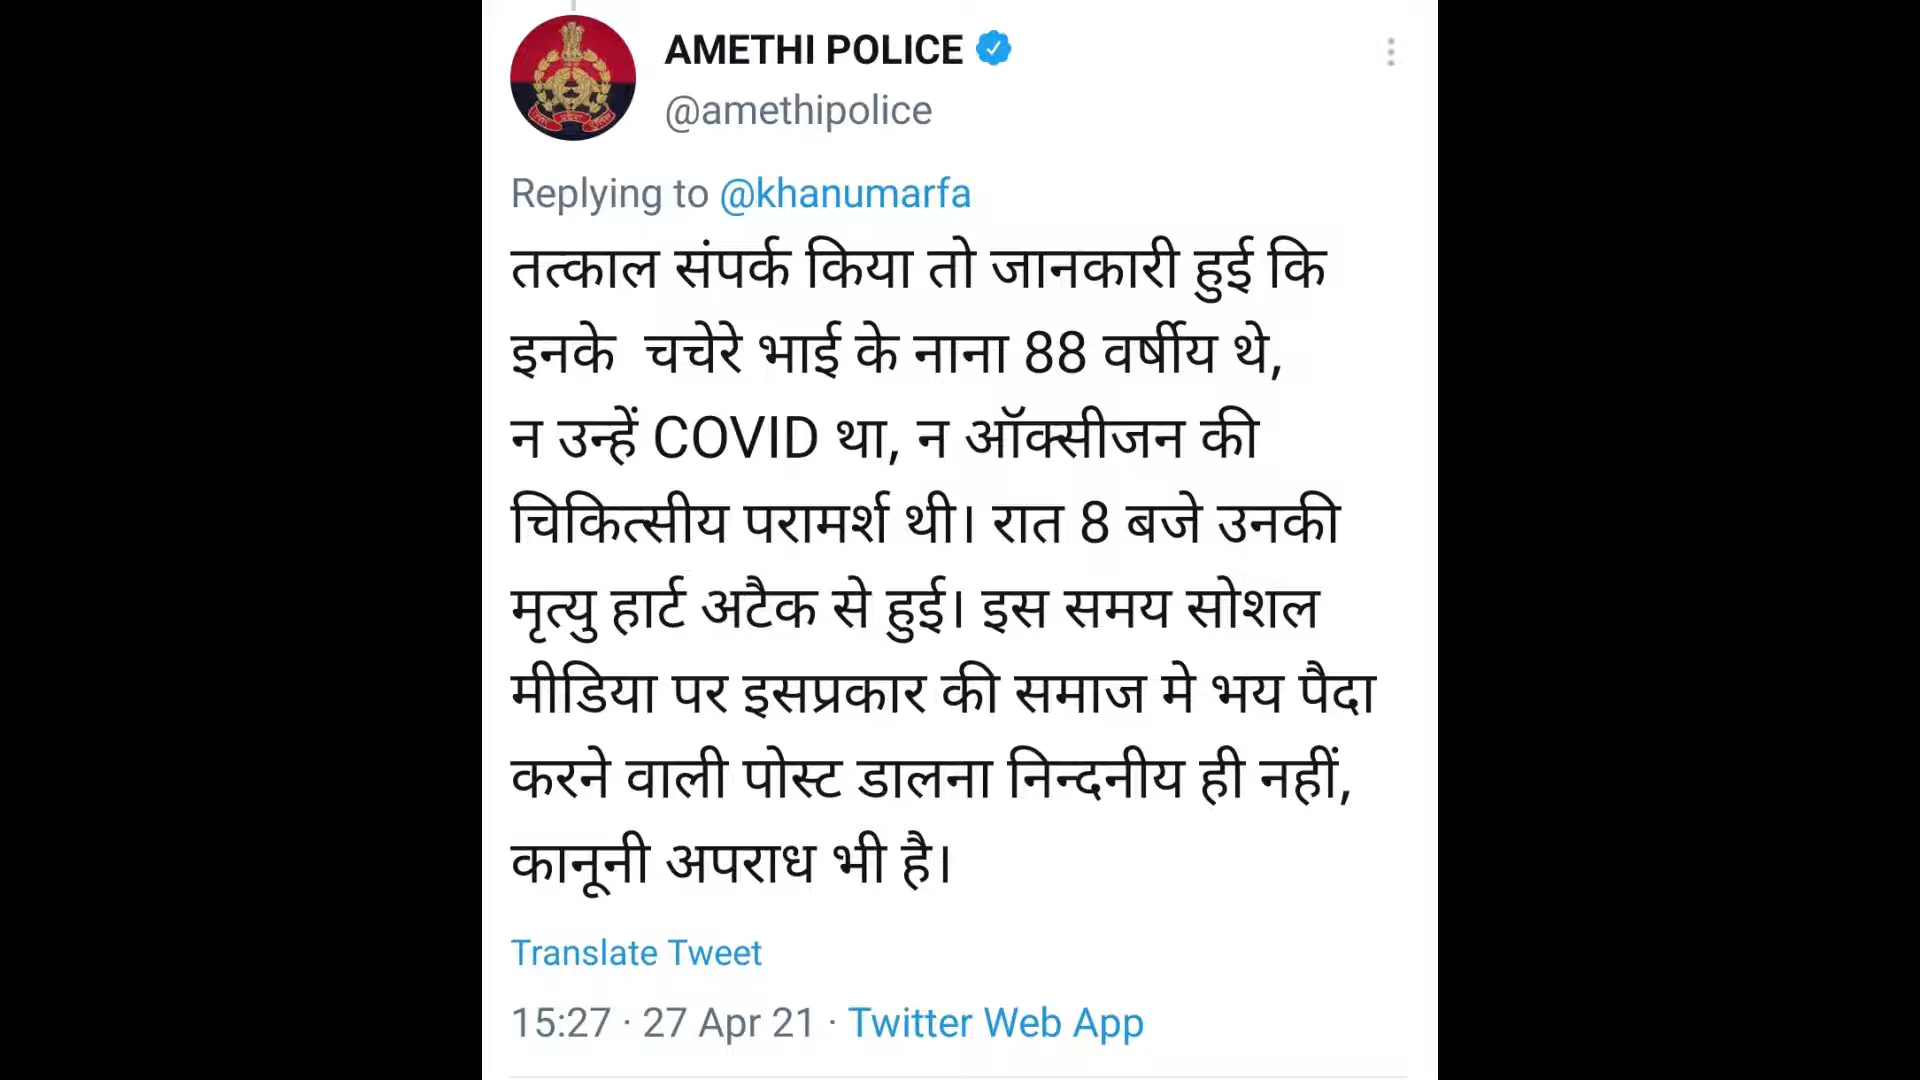 AMETHI POLICE
@amethipolice
Replying to @khanumarfa
तत्काल संपर्क किया तो जानकारी हुई कि
इनके चचेरे भाई के नाना 88 वर्षीय थे,
न उन्हें COVID था, न ऑक्सीजन की
चिकित्सीय परामर्श थी। रात 8 बजे उनकी
मृत्यु हार्ट अटैक से हुई। इस समय सोशल
मीडिया पर इसप्रकार की समाज मे भय पैदा
करने वाली पोस्ट डालना निन्दनीय ही नहीं,
कानूनी अपराध भी है।
Translate Tweet
15:27 · 27 Apr 21 · Twitter Web App